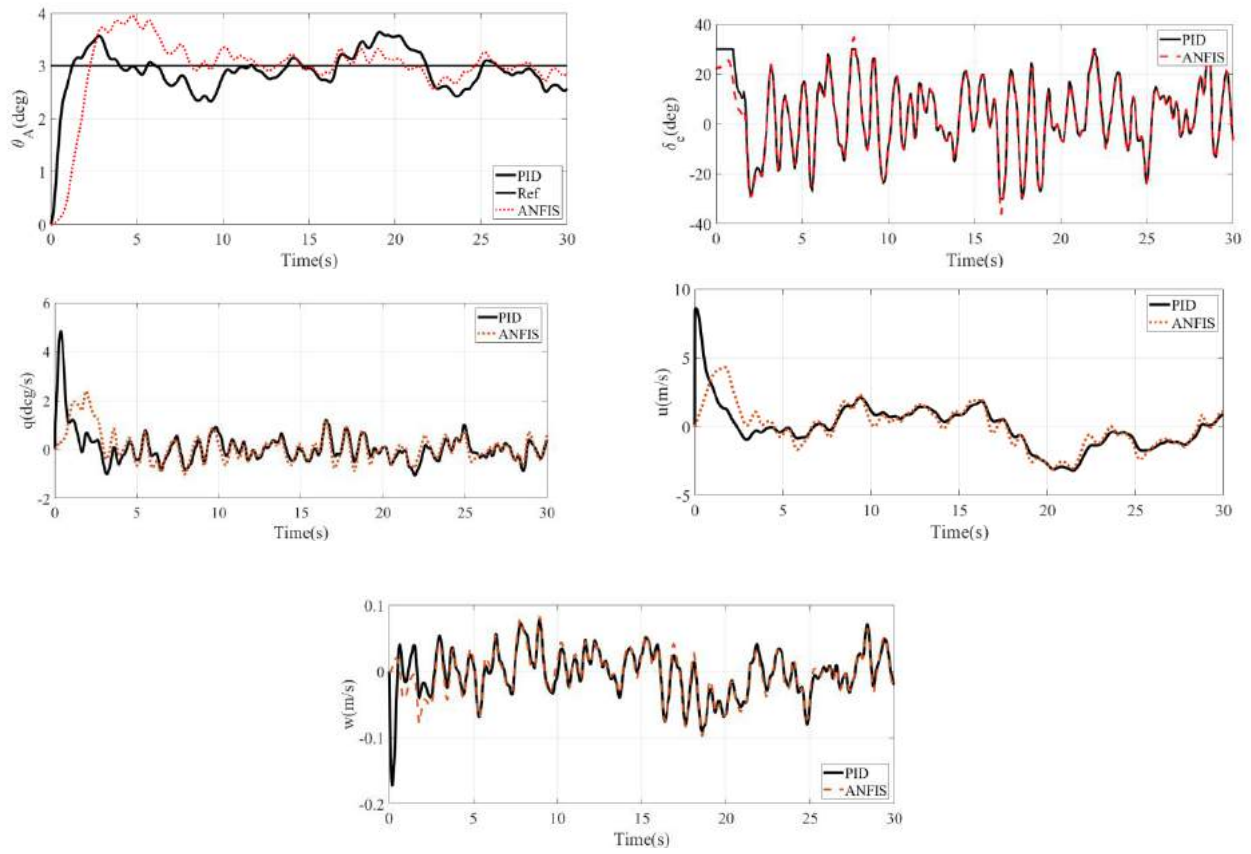 4
3
2
1
0
θ_A(deg)
PID
Ref
ANFIS
0 5 10 15 20 25 30
Time(s)
40
20
0
-20
-40
δ_e(deg)
PID
ANFIS
0 5 10 15 20 25 30
Time(s)
6
4
2
0
-2
q(deg/s)
PID
ANFIS
0 5 10 15 20 25 30
Time(s)
10
5
0
-5
u(m/s)
PID
ANFIS
0 5 10 15 20 25 30
Time(s)
0.1
0
-0.1
-0.2
w(m/s)
PID
ANFIS
0 5 10 15 20 25 30
Time(s)